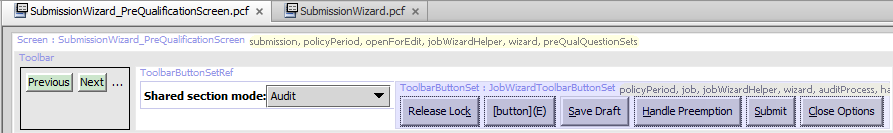 SubmissionWizard_PreQualificationScreen.pcf × SubmissionWizard.pcf ×
Screen : SubmissionWizard_PreQualificationScreen submission, policyPeriod, openForEdit, jobWizardHelper, wizard, preQualQuestionSets
Toolbar
Previous Next ...
ToolbarButtonSetRef
Shared section mode: Audit
ToolbarButtonSet : JobWizardToolbarButtonSet policyPeriod, job, jobWizardHelper, wizard, auditProcess, ha
Release Lock [button](E) Save Draft Handle Preemption Submit Close Options